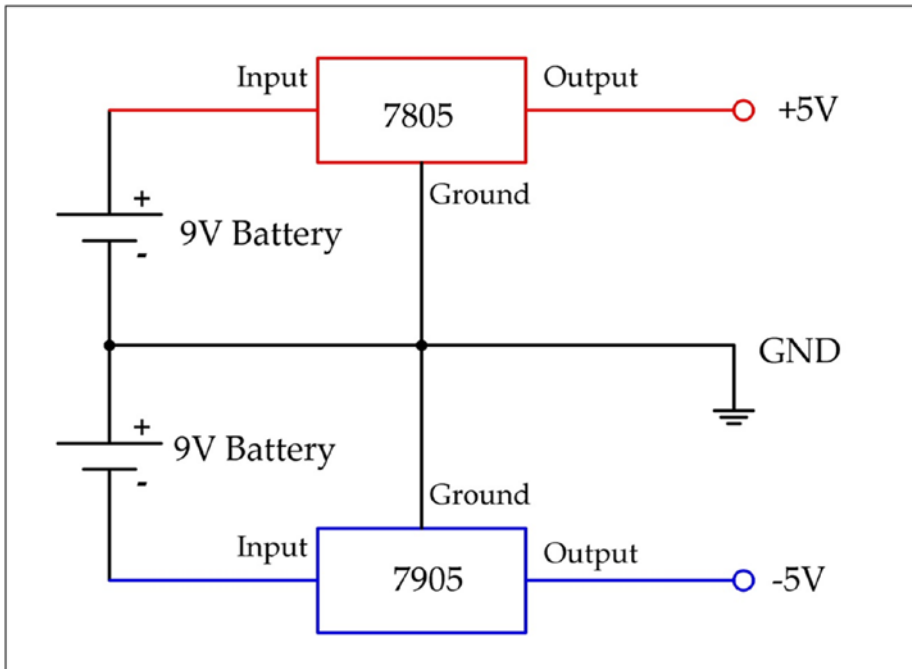 Input
7805
Output
+5V
Ground
+
9V Battery
-
GND
+
9V Battery
-
Ground
Input
7905
Output
-5V